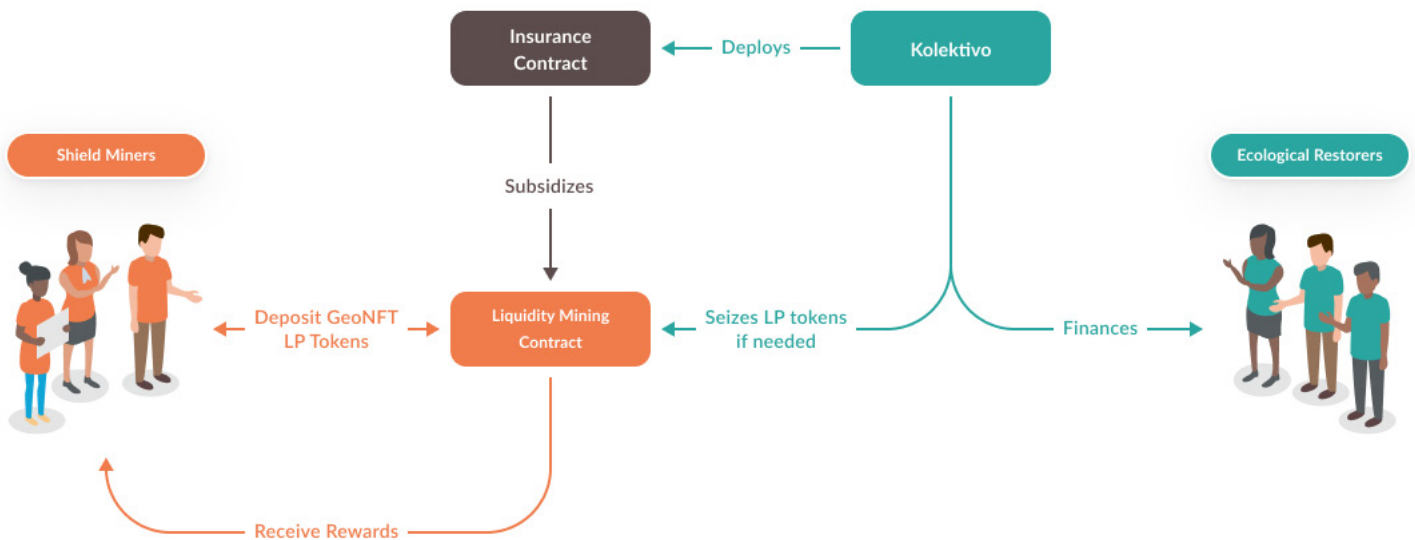 Insurance
Contract
Deploys
Kolektivo
Shield Miners
Ecological Restorers
Subsidizes
Deposit GeoNFT
LP Tokens
Liquidity Mining
Contract
Seizes LP tokens
if needed
Finances
Receive Rewards